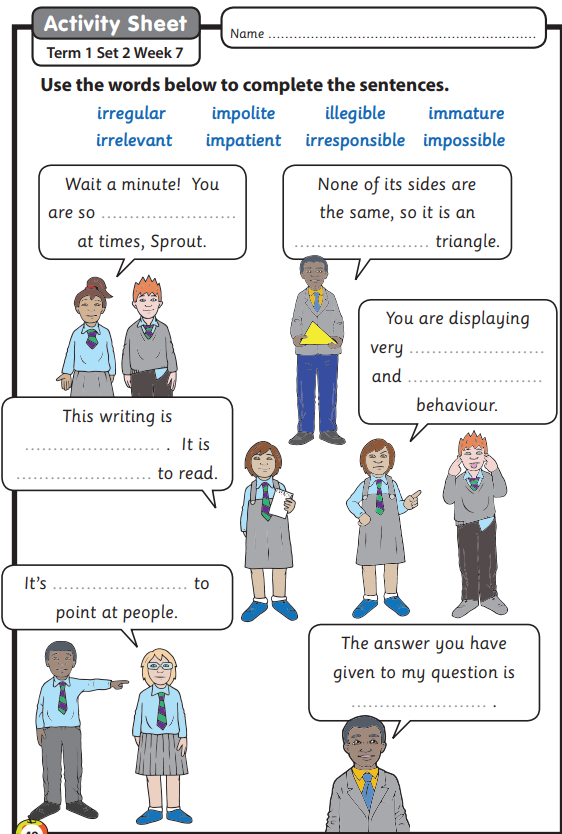 Activity Sheet
Term 1 Set 2 Week 7
Name ..........................................................
Use the words below to complete the sentences.
irregular impolite illegible immature
irrelevant impatient irresponsible impossible
Wait a minute! You
are so ............................
at times, Sprout.
None of its sides are
the same, so it is an
............................ triangle.
You are displaying
very ............................
and ............................
behaviour.
This writing is
............................ . It is
............................ to read.
It's ............................ to
point at people.
The answer you have
given to my question is
............................ .